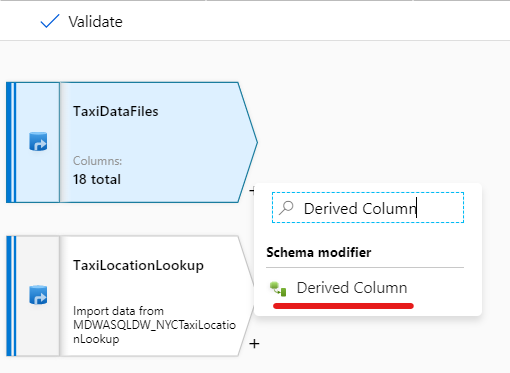 Validate
TaxiDataFiles
Columns:
18 total
+
Derived Column
Schema modifier
Derived Column
TaxiLocationLookup
Import data from
MDWASQLDW_NYCTaxiLocatio
nLookup
+